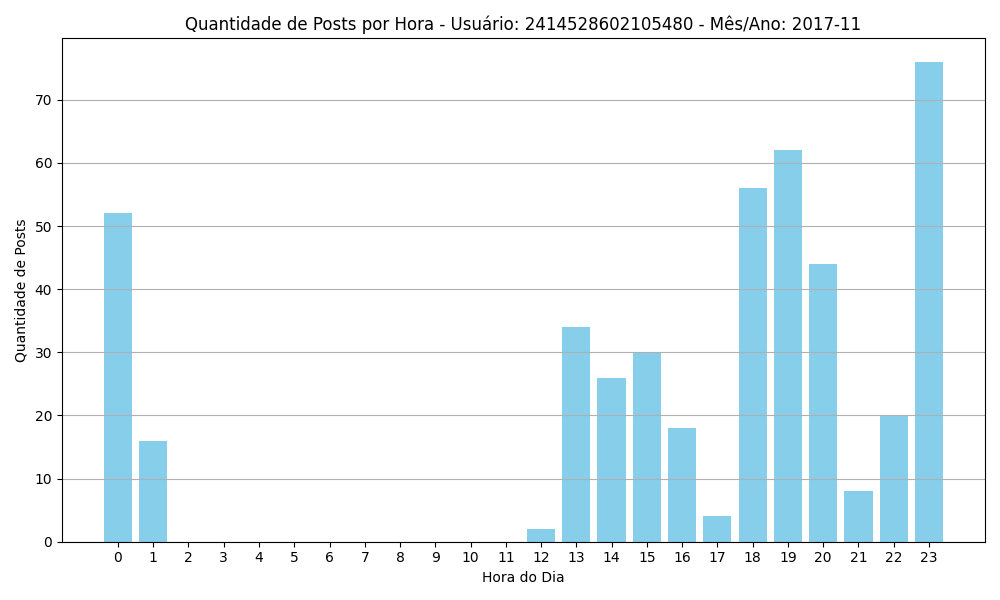 Quantidade de Posts por Hora - Usuário: 2414528602105480 - Mês/Ano: 2017-11
Quantidade de Posts
70
60
50
40
30
20
10
0
0 1 2 3 4 5 6 7 8 9 10 11 12 13 14 15 16 17 18 19 20 21 22 23
Hora do Dia